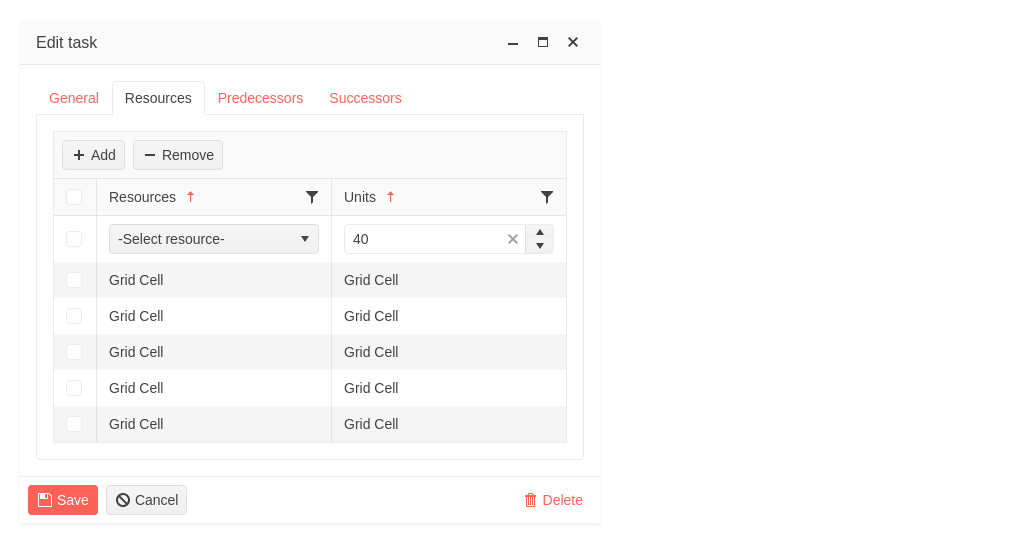 Edit task
General Resources Predecessors Successors
Add Remove
Resources Units
-Select resource- 40
Grid Cell Grid Cell
Grid Cell Grid Cell
Grid Cell Grid Cell
Grid Cell Grid Cell
Grid Cell Grid Cell
Save Cancel Delete